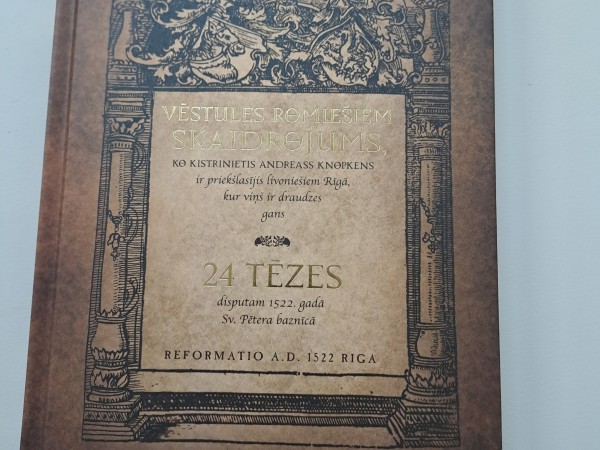 VĒSTULES ROMIEŠIEM
SKAIDROJUMS,
KO KISTRINIETIS ANDREASS KNOPKENS
ir priekšlasījis livoniešiem Rīgā,
kur viņš ir draudzes
gans
24 TĒZES
disputam 1522. gadā
Sv. Pētera baznīcā
REFORMATIO A.D. 1522 RIGA